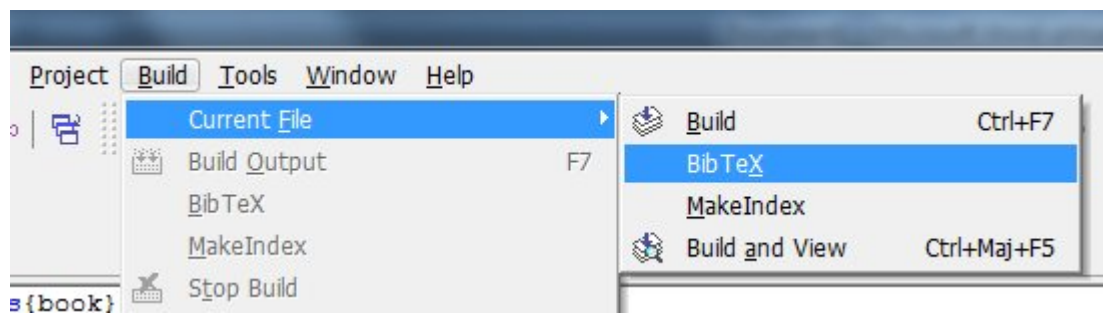 Project Build Tools Window Help
Current File
Build Output F7
BibTeX
MakeIndex
Stop Build
Build Ctrl+F7
BibTeX
MakeIndex
Build and View Ctrl+Maj+F5
s{book}